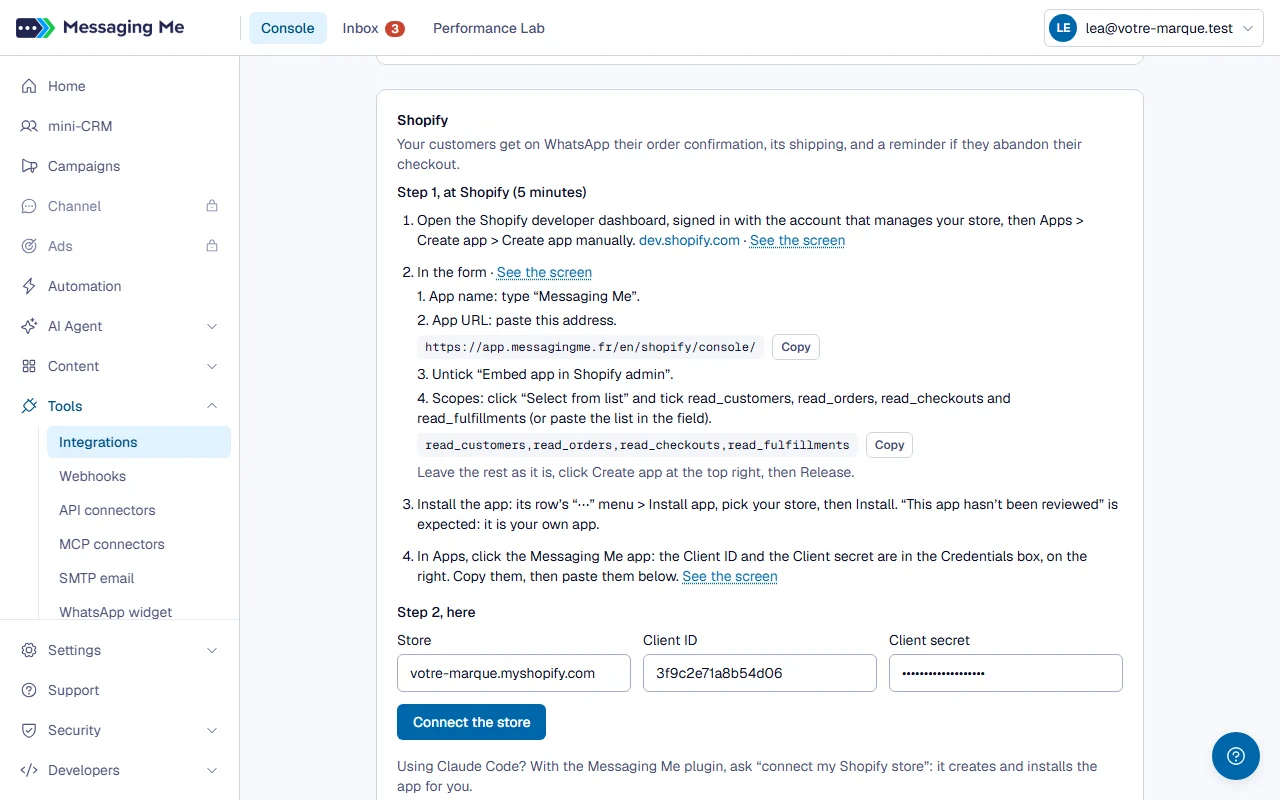 Messaging Me
Console
Inbox 3
Performance Lab
LE lea@votre-marque.test
Home
mini-CRM
Campaigns
Channel
Ads
Automation
AI Agent
Content
Tools
Integrations
Webhooks
API connectors
MCP connectors
SMTP email
WhatsApp widget
Settings
Support
Security
Developers
Shopify
Your customers get on WhatsApp their order confirmation, its shipping, and a reminder if they abandon their
checkout.
Step 1, at Shopify (5 minutes)
1. Open the Shopify developer dashboard, signed in with the account that manages your store, then Apps >
Create app > Create app manually. dev.shopify.com · See the screen
2. In the form · See the screen
1. App name: type “Messaging Me”.
2. App URL: paste this address.
https://app.messagingme.fr/en/shopify/console/ Copy
3. Untick “Embed app in Shopify admin”.
4. Scopes: click “Select from list” and tick read_customers, read_orders, read_checkouts and
read_fulfillments (or paste the list in the field).
read_customers,read_orders,read_checkouts,read_fulfillments Copy
Leave the rest as it is, click Create app at the top right, then Release.
3. Install the app: its row’s “···” menu > Install app, pick your store, then Install. “This app hasn’t been reviewed” is
expected: it is your own app.
4. In Apps, click the Messaging Me app: the Client ID and the Client secret are in the Credentials box, on the
right. Copy them, then paste them below. See the screen
Step 2, here
Store
Client ID
Client secret
votre-marque.myshopify.com
3f9c2e71a8b54d06
•••••••••••••••••••
Connect the store
Using Claude Code? With the Messaging Me plugin, ask “connect my Shopify store”: it creates and installs the
app for you.